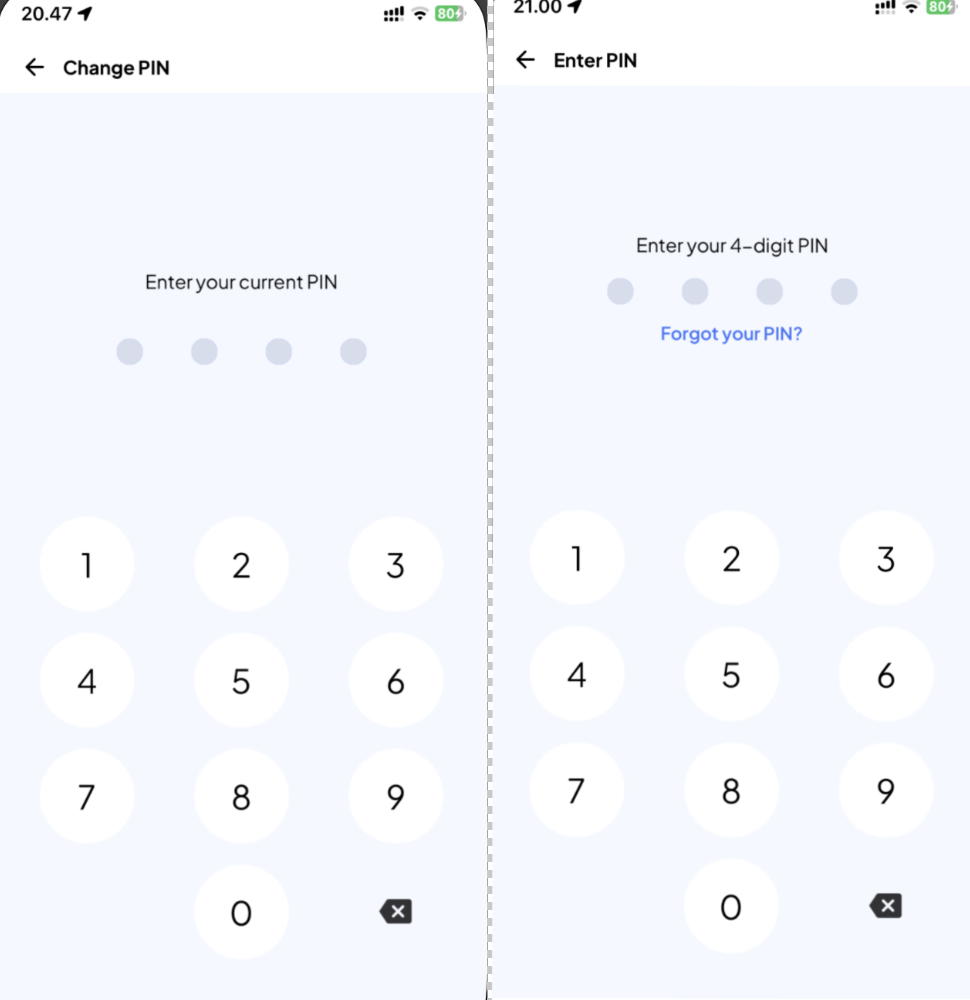 20.47
80
Change PIN
Enter your current PIN
1 2 3
4 5 6
7 8 9
0
21.00
80
Enter PIN
Enter your 4-digit PIN
Forgot your PIN?
1 2 3
4 5 6
7 8 9
0